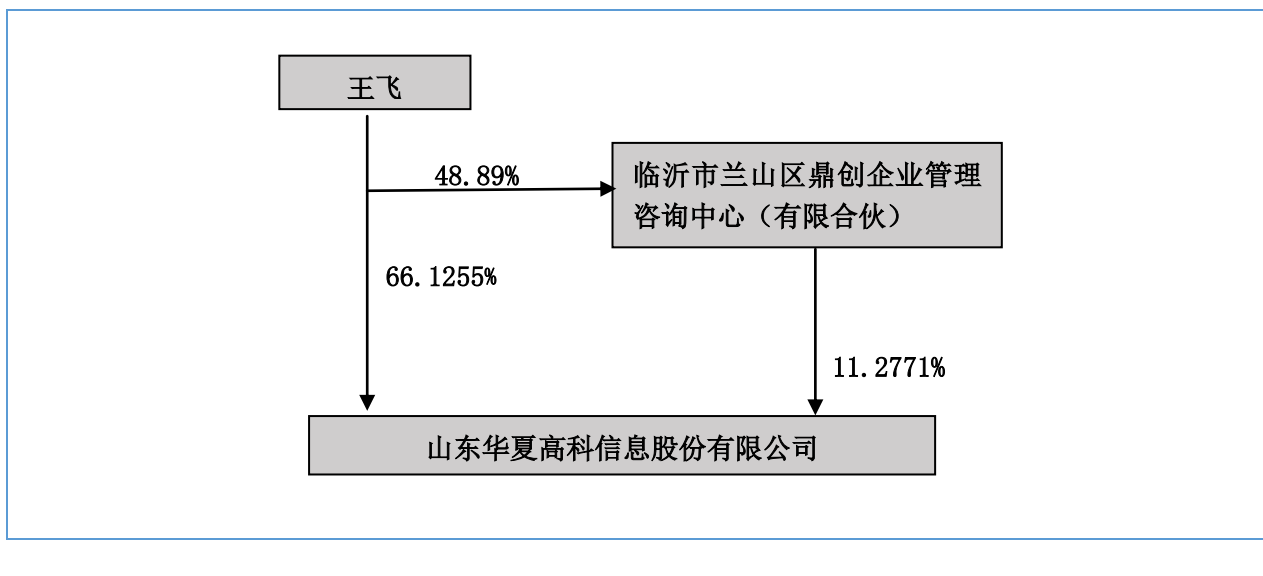 王飞
48.89%
临沂市兰山区鼎创企业管理
咨询中心（有限合伙）
66.1255%
11.2771%
山东华夏高科信息股份有限公司